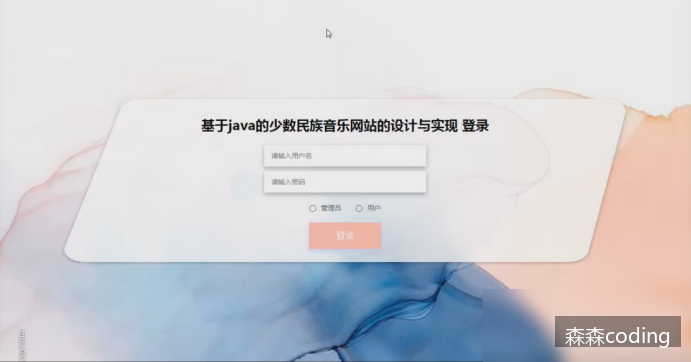 基于java的少数民族音乐网站的设计与实现 登录
请输入用户名
请输入密码
管理员 用户
登录
森森coding